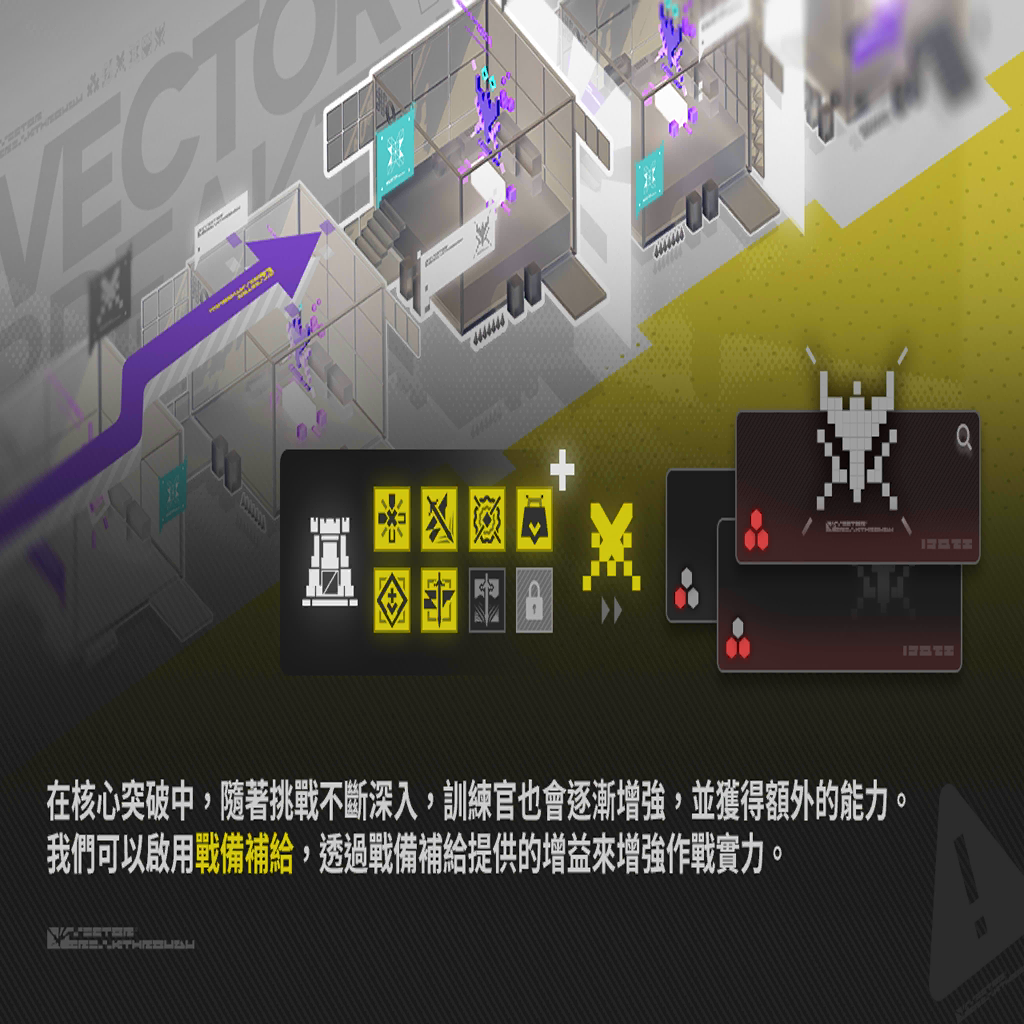 VECTOR
在核心突破中，隨著挑戰不斷深入，訓練官也會逐漸增強，並獲得額外的能力。
我們可以啟用戰備補給，透過戰備補給提供的增益來增強作戰實力。
VECTOR
BREAKTHROUGH